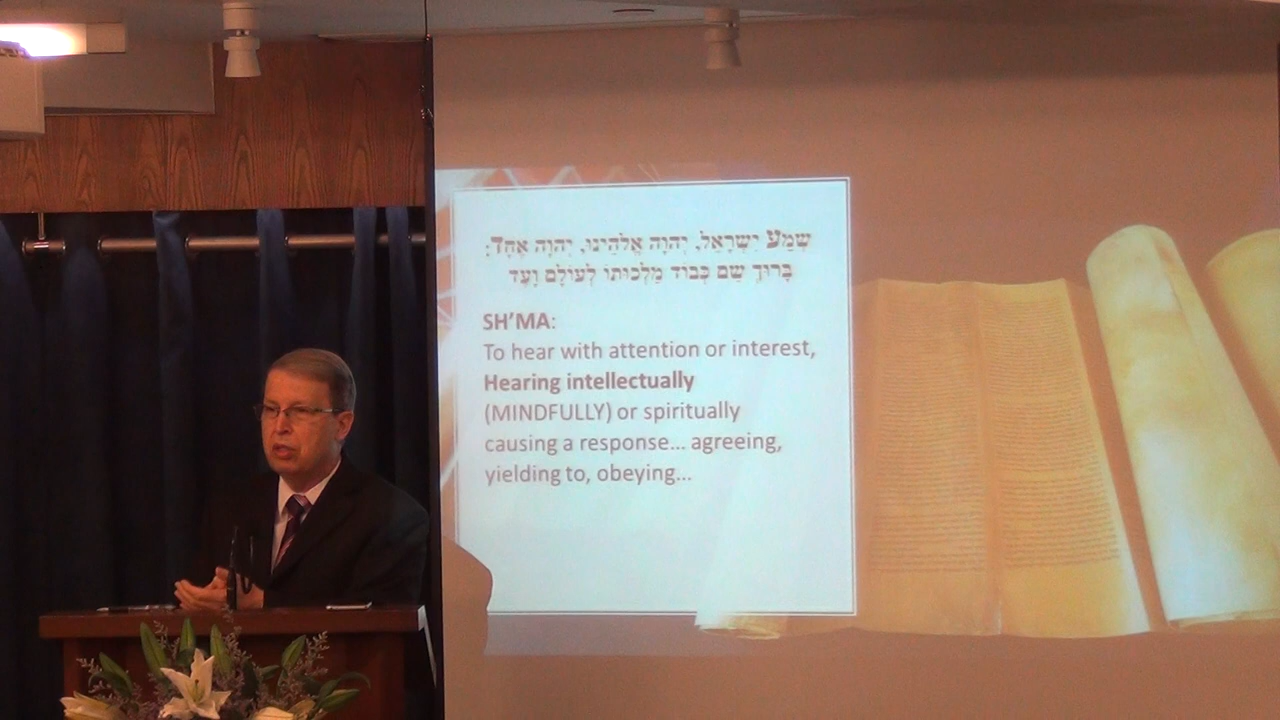 שְׁמַע יִשְׂרָאֵל, יְהוָה אֱלֹהֵינוּ, יְהוָה אֶחָד:
בָּרוּךְ שֵׁם כְּבוֹד מַלְכוּתוֹ לְעוֹלָם וָעֶד
SH'MA:
To hear with attention or interest,
Hearing intellectually
(MINDFULLY) or spiritually
causing a response... agreeing,
yielding to, obeying...